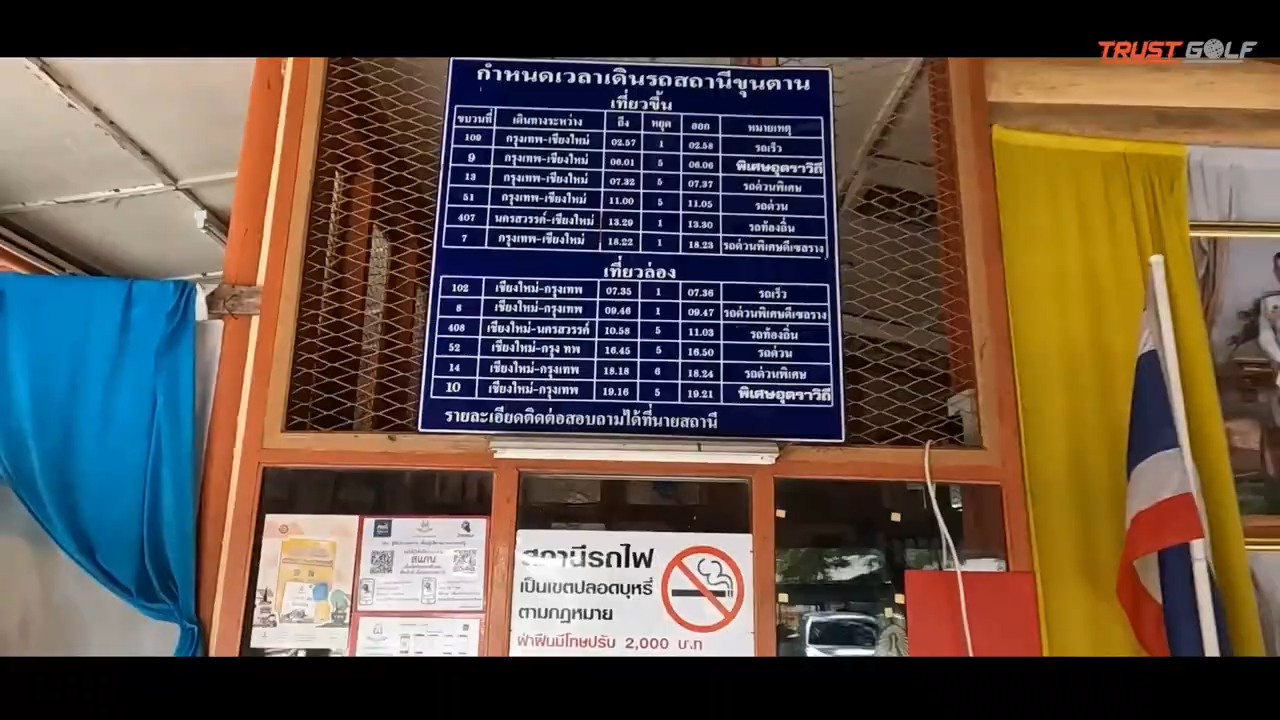 TRUST GOLF
กำหนดเวลาเดินรถสถานีขุนตาน
เที่ยวขึ้น
ขบวนที่ เดินทางระหว่าง ถึง หยุด ออก หมายเหตุ
109 กรุงเทพ-เชียงใหม่ 02.57 1 02.58 รถเร็ว
9 กรุงเทพ-เชียงใหม่ 06.01 5 06.06 พิเศษอุตราวิถี
13 กรุงเทพ-เชียงใหม่ 07.32 5 07.37 รถด่วนพิเศษ
51 กรุงเทพ-เชียงใหม่ 11.00 5 11.05 รถด่วน
407 นครสวรรค์-เชียงใหม่ 13.29 1 13.30 รถท้องถิ่น
7 กรุงเทพ-เชียงใหม่ 18.22 1 18.23 รถด่วนพิเศษดีเซลราง
เที่ยวล่อง
102 เชียงใหม่-กรุงเทพ 07.35 1 07.36 รถเร็ว
8 เชียงใหม่-กรุงเทพ 09.46 1 09.47 รถด่วนพิเศษดีเซลราง
408 เชียงใหม่-นครสวรรค์ 10.58 5 11.03 รถท้องถิ่น
52 เชียงใหม่-กรุง ทพ 16.45 5 16.50 รถด่วน
14 เชียงใหม่-กรุงเทพ 18.18 6 18.24 รถด่วนพิเศษ
10 เชียงใหม่-กรุงเทพ 19.16 5 19.21 พิเศษอุตราวิถี
รายละเอียดติดต่อสอบถามได้ที่นายสถานี
สแกน
สถานีรถไฟ
เป็นเขตปลอดบุหรี่
ตามกฎหมาย
ฝ่าฝืนมีโทษปรับ 2,000 บ.ท